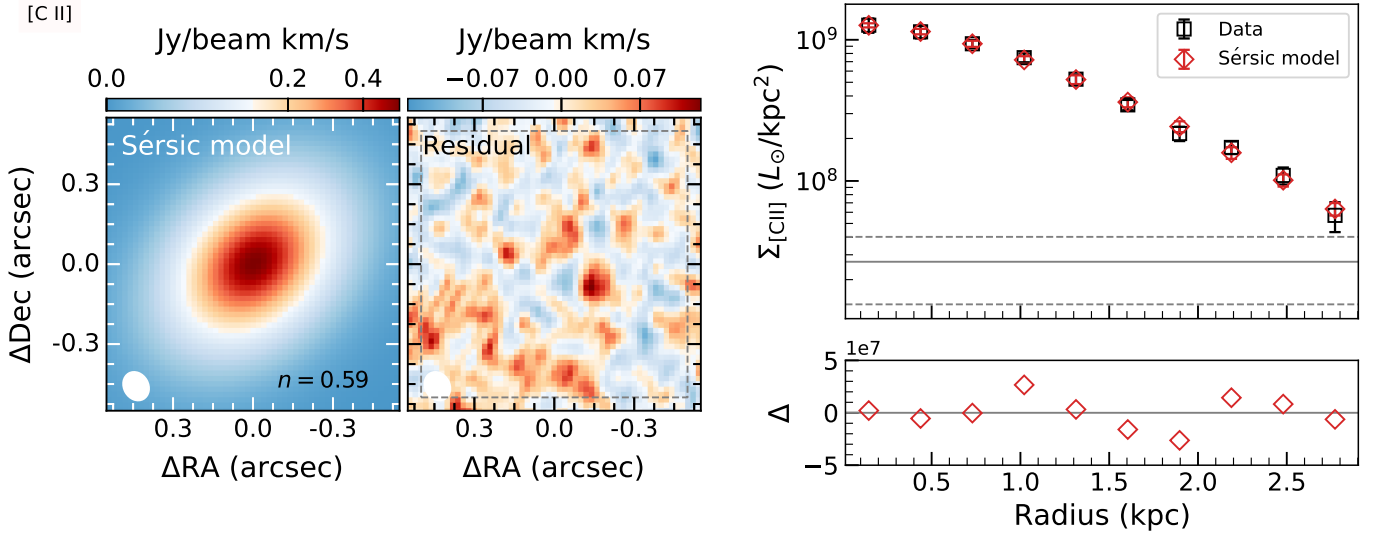 [C II]
Jy/beam km/s
0.0 0.2 0.4
Jy/beam km/s
−0.07 0.00 0.07
Sérsic model
n = 0.59
Residual
ΔDec (arcsec)
0.3
0.0
-0.3
0.3 0.0 -0.3
ΔRA (arcsec)
0.3 0.0 -0.3
ΔRA (arcsec)
Data
Sérsic model
Σ[CII] (L⊙/kpc²)
10⁹
10⁸
1e7
Δ
5
0
−5
0.5 1.0 1.5 2.0 2.5
Radius (kpc)